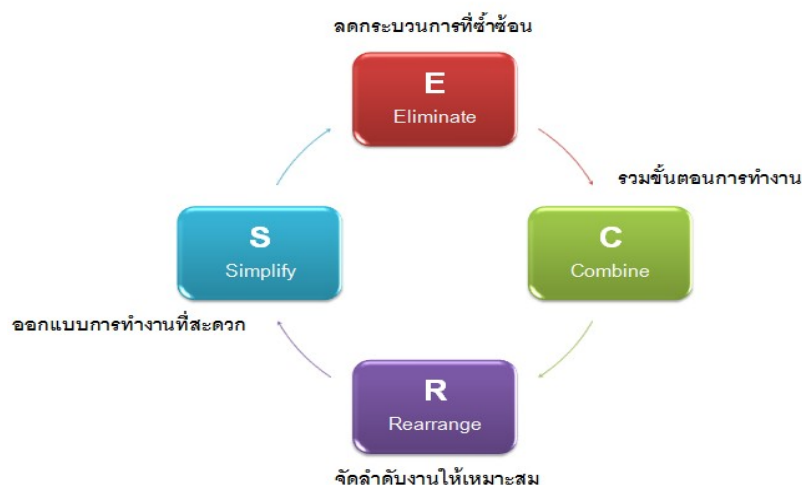 ลดกระบวนการที่ซ้ำซ้อน
E
Eliminate
รวมขั้นตอนการทำงาน
C
Combine
S
Simplify
ออกแบบการทำงานที่สะดวก
R
Rearrange
จัดลำดับงานให้เหมาะสม